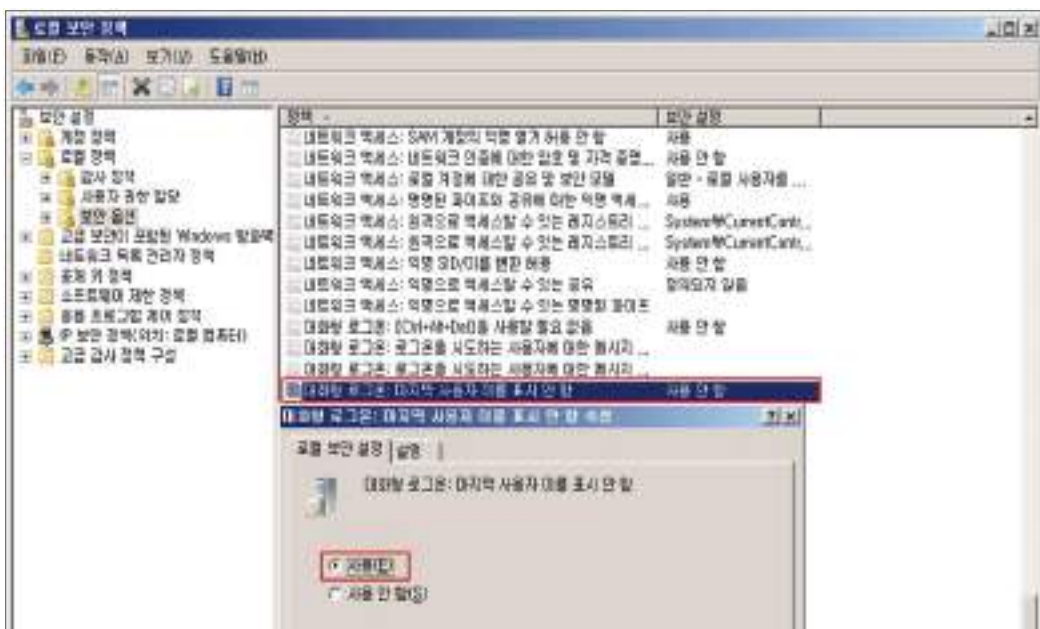 로컬 보안 정책
파일(F) 동작(A) 보기(V) 도움말(H)
보안 설정
계정 정책
로컬 정책
감사 정책
사용자 권한 할당
보안 옵션
고급 보안이 포함된 Windows 방화벽
네트워크 목록 관리자 정책
공개 키 정책
소프트웨어 제한 정책
응용 프로그램 제어 정책
IP 보안 정책(위치: 로컬 컴퓨터)
고급 감사 정책 구성
정책 보안 설정
네트워크 액세스: SAM 계정의 익명 열거 허용 안 함 사용
네트워크 액세스: 네트워크 인증에 대한 암호 및 자격 증명... 사용 안 함
네트워크 액세스: 로컬 계정에 대한 공유 및 보안 모델 일반 - 로컬 사용자를 ...
네트워크 액세스: 명명된 파이프와 공유에 대한 익명 액세... 사용
네트워크 액세스: 원격으로 액세스할 수 있는 레지스트리 ... System\CurrentContr...
네트워크 액세스: 원격으로 액세스할 수 있는 레지스트리 ... System\CurrentContr...
네트워크 액세스: 익명 SID/이름 변환 허용 사용 안 함
네트워크 액세스: 익명으로 액세스할 수 있는 공유 정의되지 않음
네트워크 액세스: 익명으로 액세스할 수 있는 명명된 파이프
대화형 로그온: [Ctrl+Alt+Del]을 사용할 필요 없음 사용 안 함
대화형 로그온: 로그온을 시도하는 사용자에 대한 메시지 ...
대화형 로그온: 로그온을 시도하는 사용자에 대한 메시지 ...
대화형 로그온: 마지막 사용자 이름 표시 안 함 사용 안 함
대화형 로그온: 마지막 사용자 이름 표시 안 함 속성
로컬 보안 설정 설명
대화형 로그온: 마지막 사용자 이름 표시 안 함
사용(E)
사용 안 함(S)